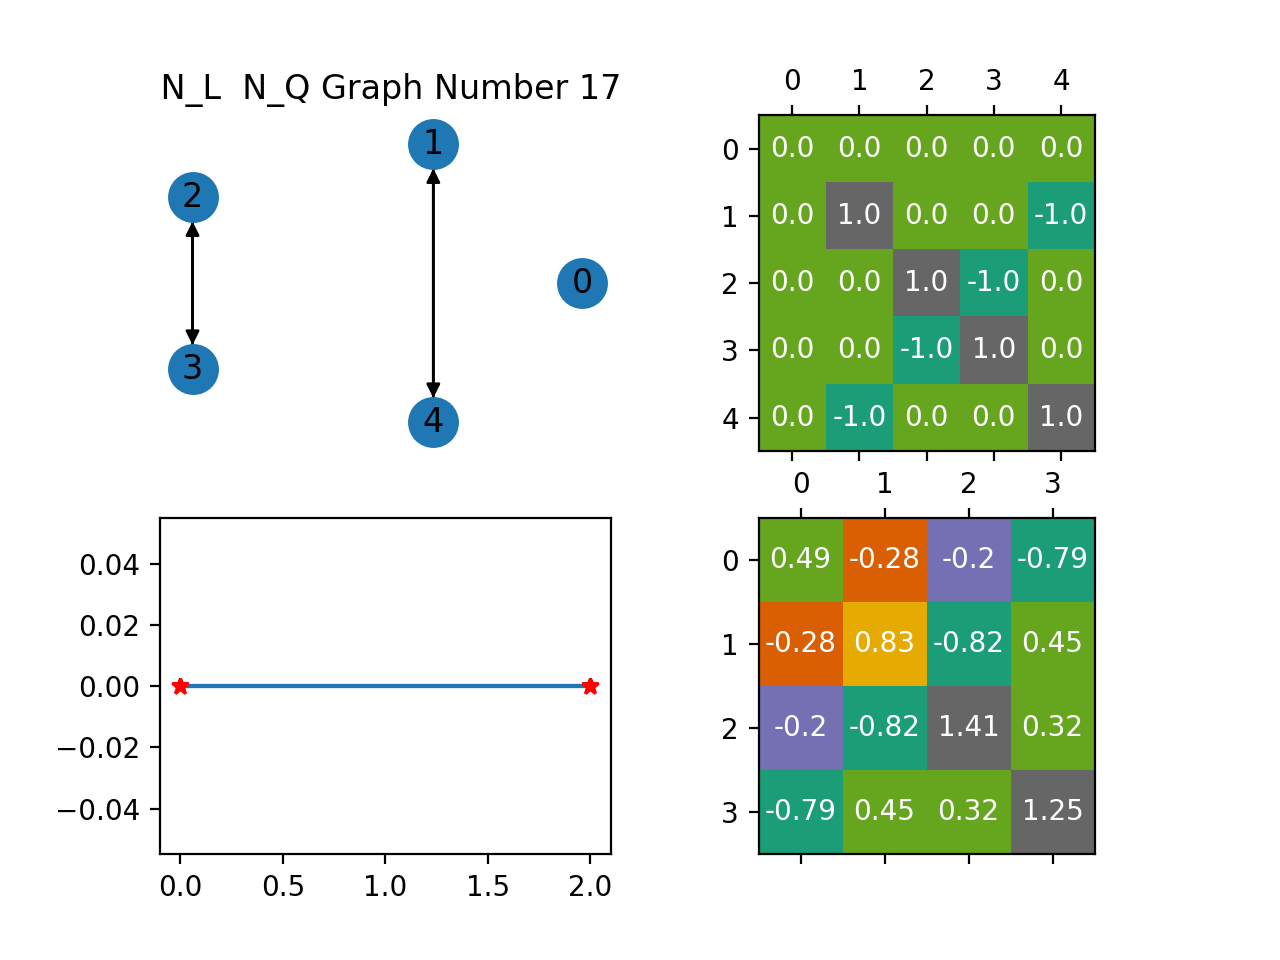 N_L  N_Q Graph Number 17
1
2
0
3
4
0 1 2 3 4
0 0.0 0.0 0.0 0.0 0.0
1 0.0 1.0 0.0 0.0 -1.0
2 0.0 0.0 1.0 -1.0 0.0
3 0.0 0.0 -1.0 1.0 0.0
4 0.0 -1.0 0.0 0.0 1.0
0.04
0.02
0.00
−0.02
−0.04
0.0 0.5 1.0 1.5 2.0
0 1 2 3
0 0.49 -0.28 -0.2 -0.79
1 -0.28 0.83 -0.82 0.45
2 -0.2 -0.82 1.41 0.32
3 -0.79 0.45 0.32 1.25